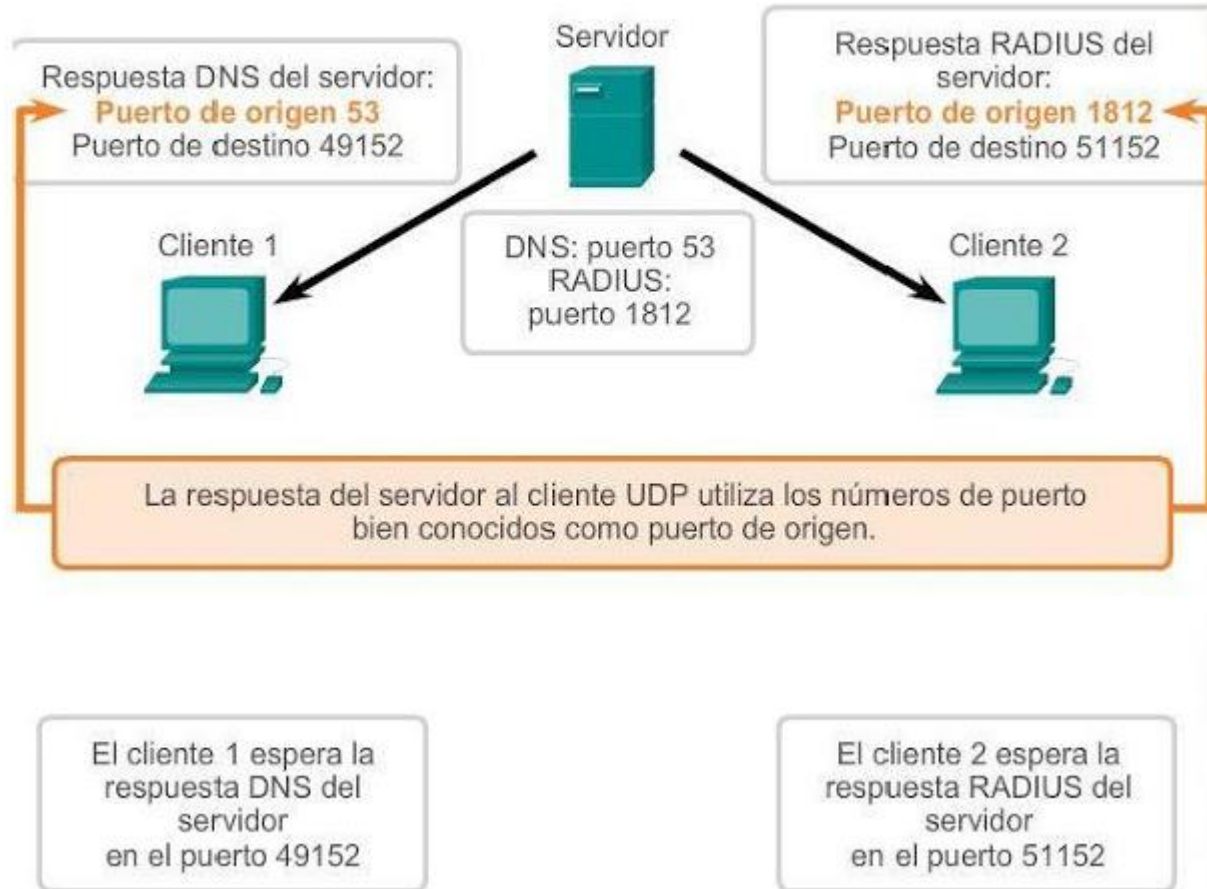 Servidor
Respuesta DNS del servidor:
Puerto de origen 53
Puerto de destino 49152
Respuesta RADIUS del
servidor:
Puerto de origen 1812
Puerto de destino 51152
Cliente 1
DNS: puerto 53
RADIUS:
puerto 1812
Cliente 2
La respuesta del servidor al cliente UDP utiliza los números de puerto
bien conocidos como puerto de origen.
El cliente 1 espera la
respuesta DNS del
servidor
en el puerto 49152
El cliente 2 espera la
respuesta RADIUS del
servidor
en el puerto 51152